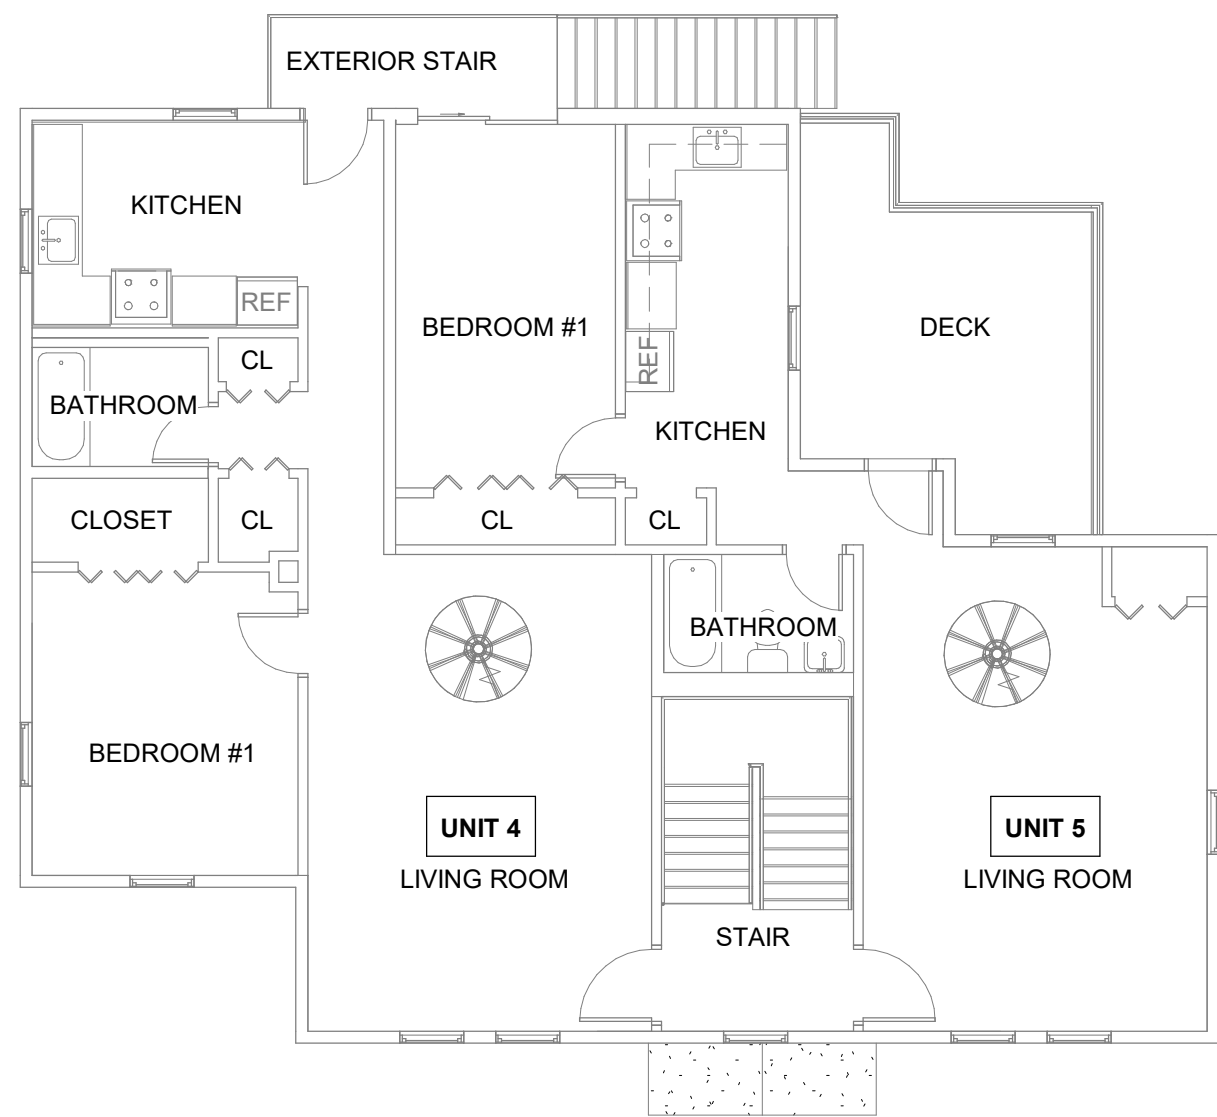 EXTERIOR STAIR
KITCHEN
REF
BEDROOM #1
REF
DECK
CL
BATHROOM
KITCHEN
CLOSET
CL
CL
CL
BATHROOM
BEDROOM #1
UNIT 4
LIVING ROOM
UNIT 5
LIVING ROOM
STAIR